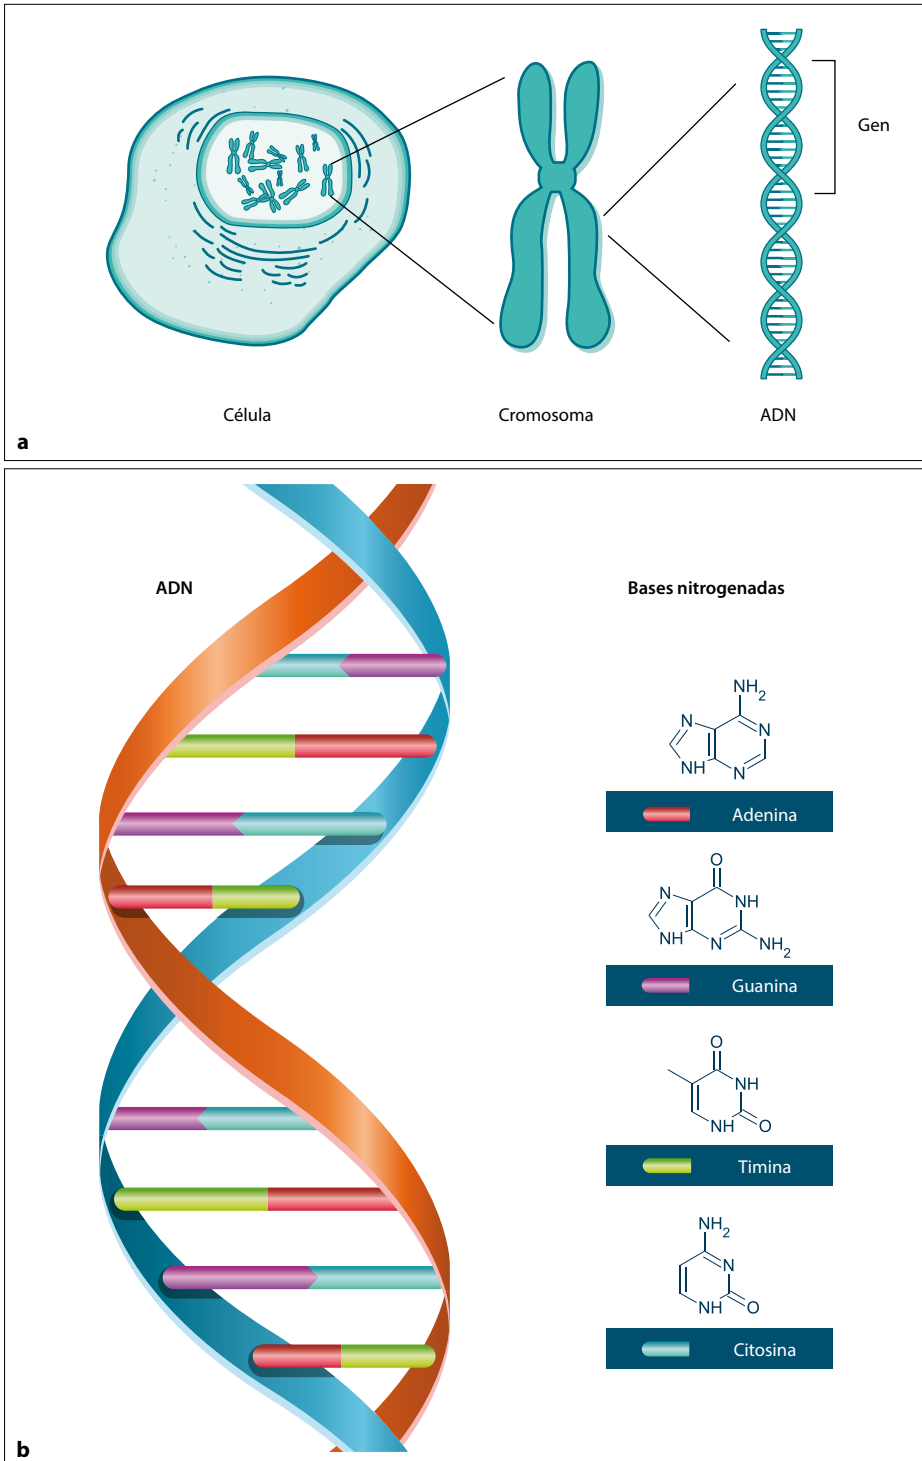 Gen
Célula
Cromosoma
ADN
a
ADN
Bases nitrogenadas
NH2
N
N
NH
N
Adenina
O
N
NH
NH
N
NH2
Guanina
O
NH
NH
O
Timina
NH2
N
NH
O
Citosina
b